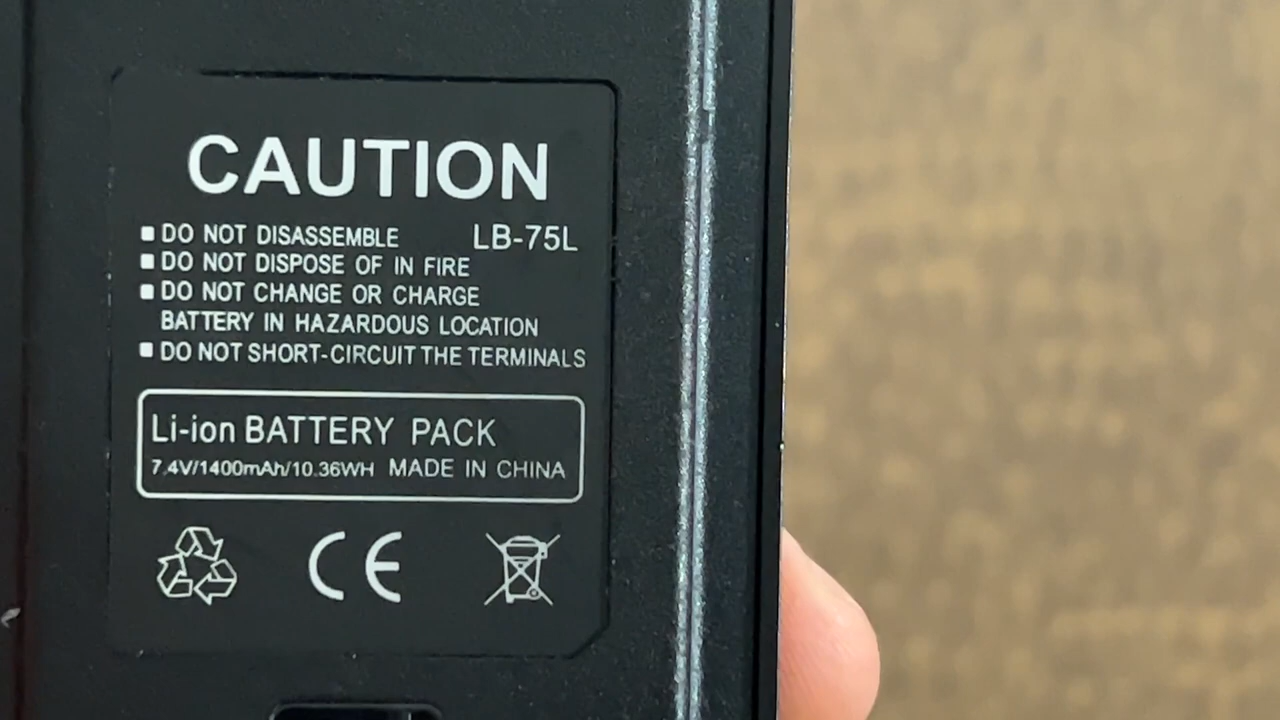 CAUTION
■ DO NOT DISASSEMBLE LB-75L
■ DO NOT DISPOSE OF IN FIRE
■ DO NOT CHANGE OR CHARGE
BATTERY IN HAZARDOUS LOCATION
■ DO NOT SHORT-CIRCUIT THE TERMINALS
Li-ion BATTERY PACK
7.4V/1400mAh/10.36WH MADE IN CHINA
CE